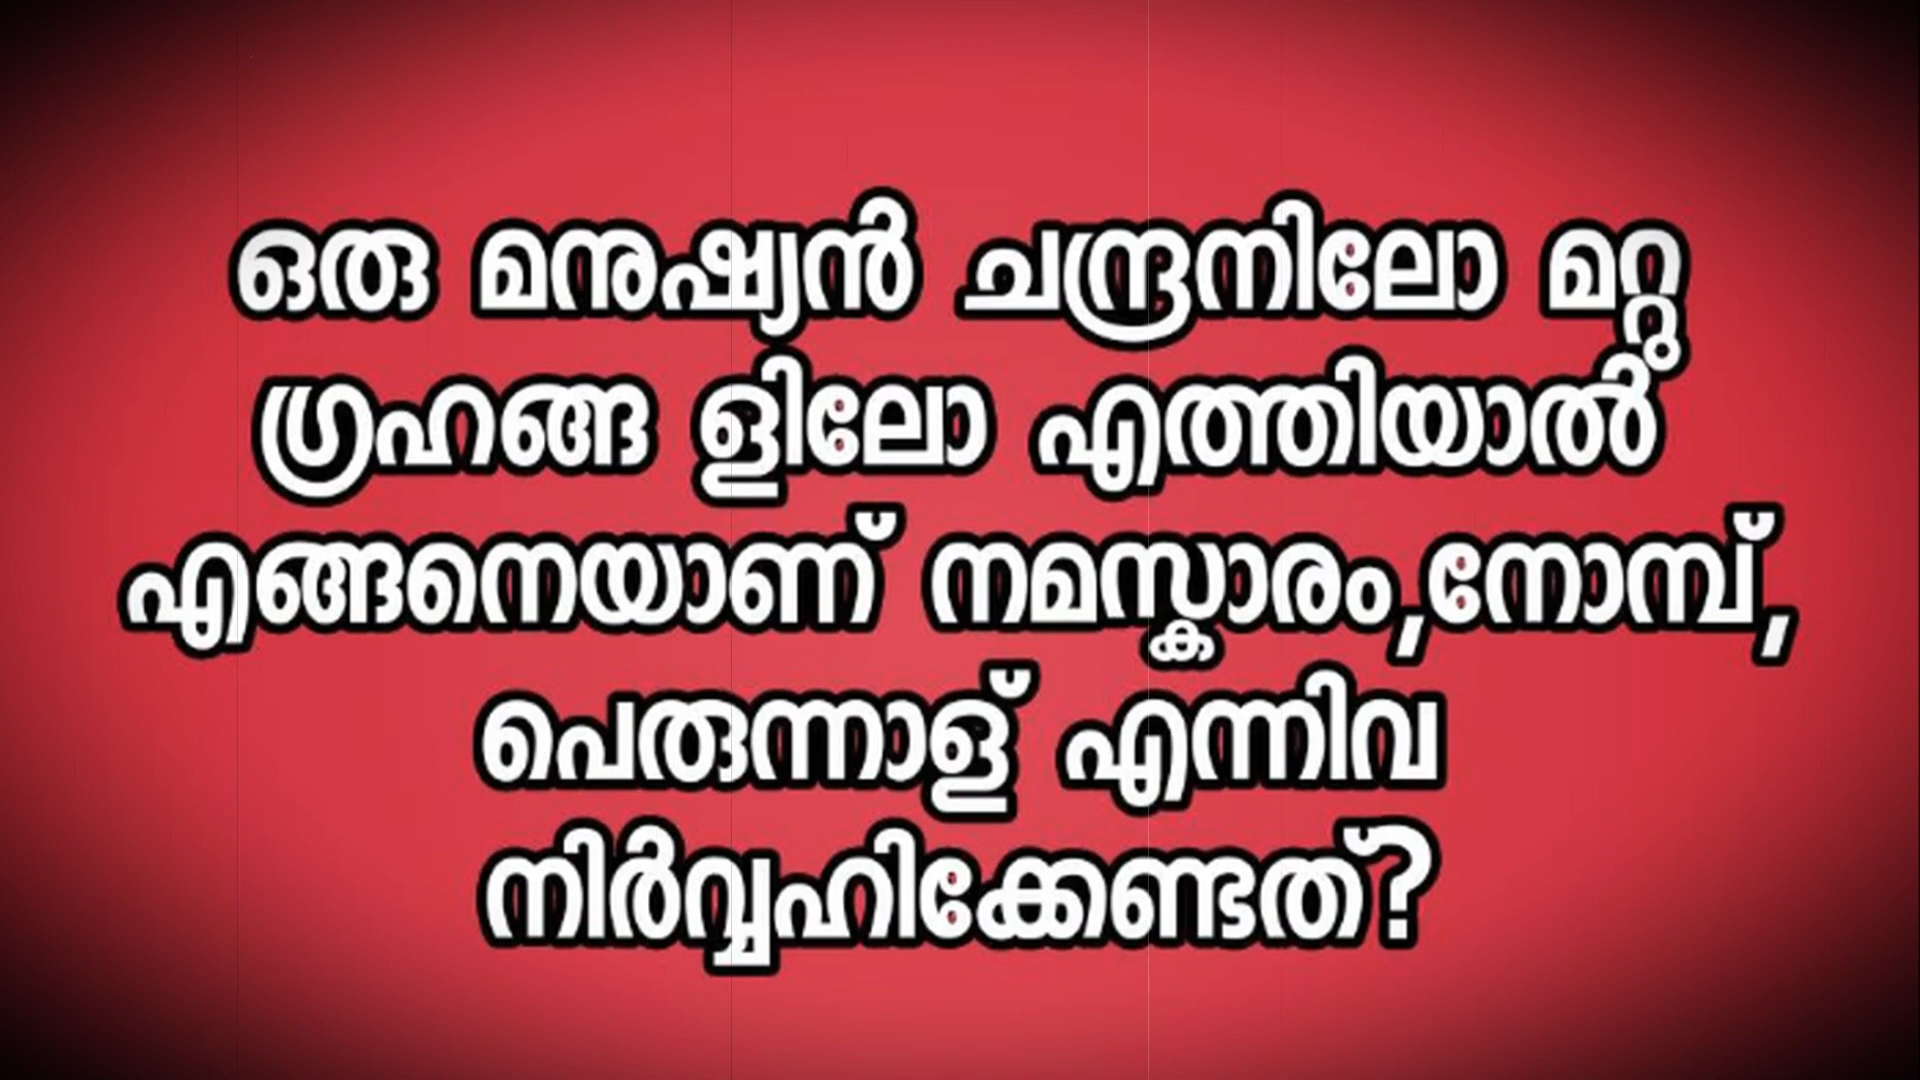 ഒരു മനുഷ്യൻ ചന്ദ്രനിലോ മറ്റു
ഗ്രഹങ്ങ ളിലോ എത്തിയാൽ
എങ്ങനെയാണ് നമസ്കാരം,നോമ്പ്,
പെരുന്നാള് എന്നിവ
നിർവ്വഹിക്കേണ്ടത്?